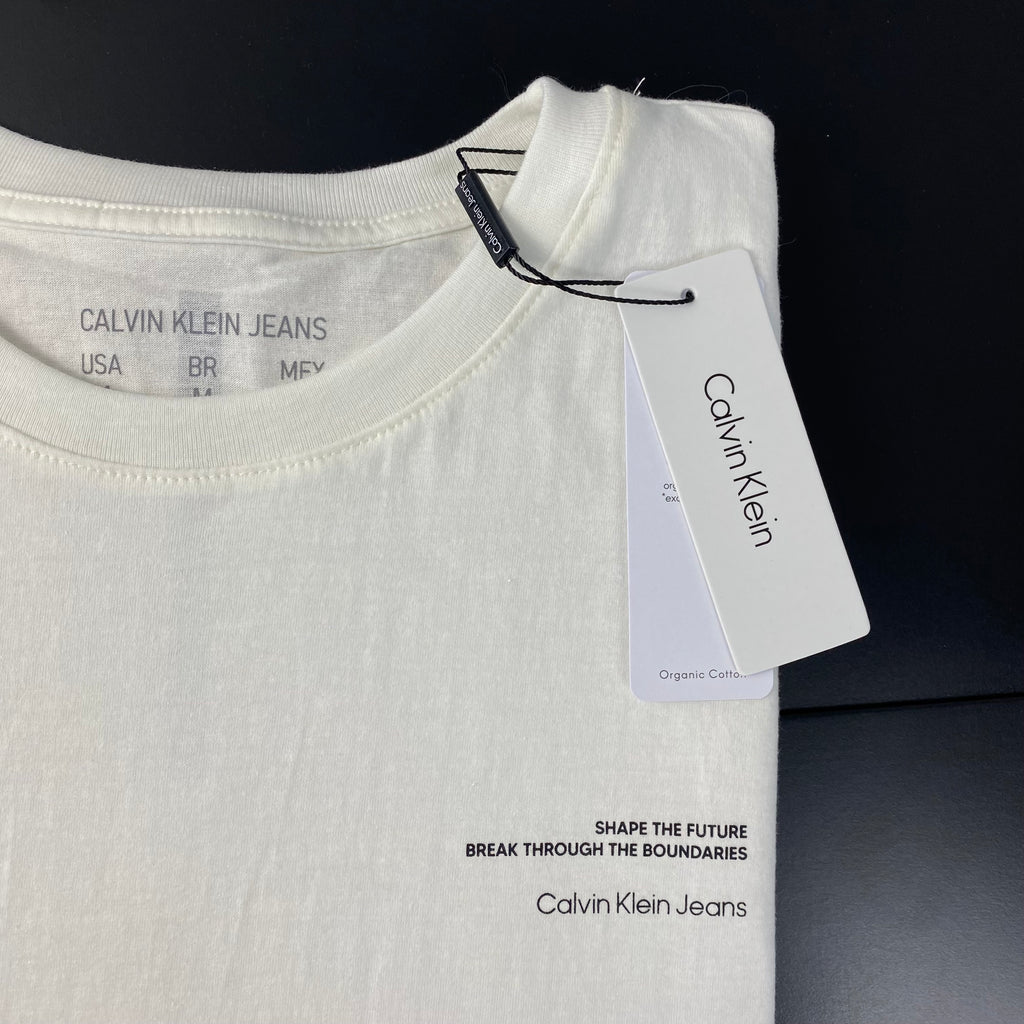 CALVIN KLEIN JEANS
USA BR MEX
M
Calvin Klein Jeans
Calvin Klein
Organic Cotton
SHAPE THE FUTURE
BREAK THROUGH THE BOUNDARIES
Calvin Klein Jeans